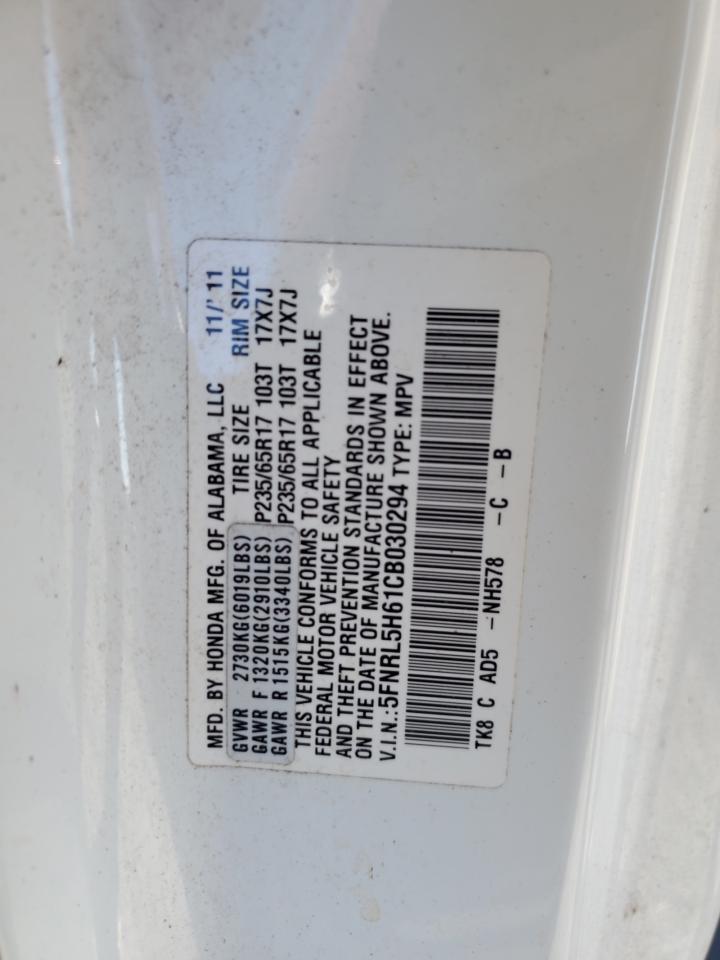 MFD. BY HONDA MFG. OF ALABAMA, LLC 11/'11
GVWR 2730KG(6019LBS) TIRE SIZE RIM SIZE
GAWR F 1320KG(2910LBS) P235/65R17 103T 17X7J
GAWR R 1515KG(3340LBS) P235/65R17 103T 17X7J
THIS VEHICLE CONFORMS TO ALL APPLICABLE
FEDERAL MOTOR VEHICLE SAFETY
AND THEFT PREVENTION STANDARDS IN EFFECT
ON THE DATE OF MANUFACTURE SHOWN ABOVE.
V.I.N.:5FNRL5H61CB030294 TYPE: MPV
TK8 C AD5 -NH578 -C -B